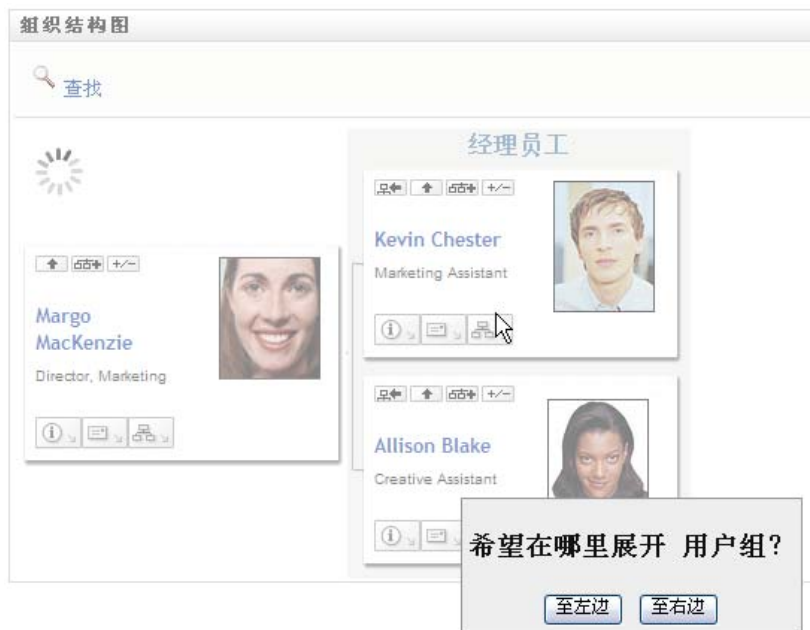 组织结构图
查找
经理员工
Kevin Chester
Marketing Assistant
Margo
MacKenzie
Director, Marketing
Allison Blake
Creative Assistant
希望在哪里展开 用户组?
至左边 至右边